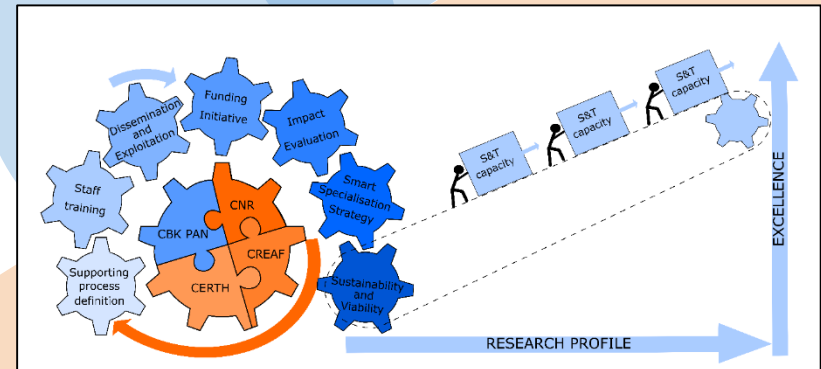 Supporting
process
definition
Staff
training
Dissemination
and
Exploitation
Funding
Initiative
Impact
Evaluation
Smart
Specialisation
Strategy
Sustainability
and
Viability
CBK PAN
CNR
CREAF
CERTH
S&T
capacity
S&T
capacity
S&T
capacity
RESEARCH PROFILE
EXCELLENCE